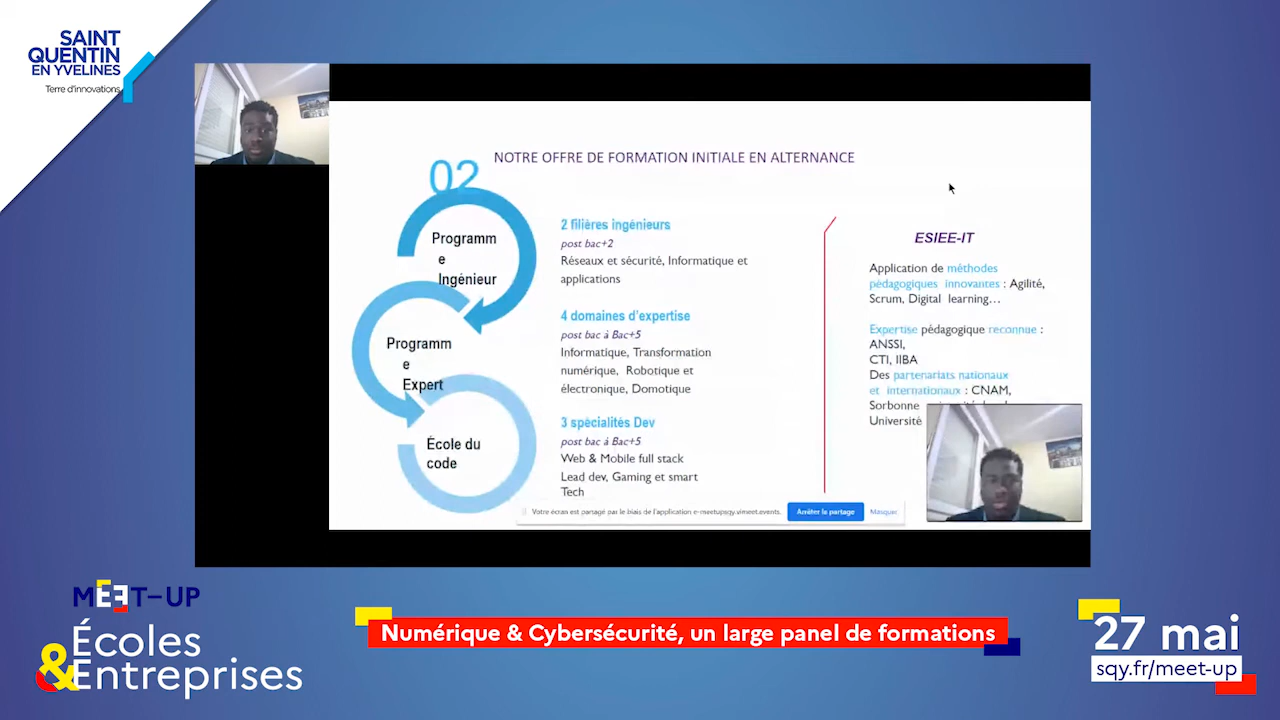 SAINT
QUENTIN
EN YVELINES
Terre d'innovations
NOTRE OFFRE DE FORMATION INITIALE EN ALTERNANCE
02
Programm
e
Ingénieur
Programm
e
Expert
École du
code
2 filières ingénieurs
post bac+2
Réseaux et sécurité, Informatique et
applications
4 domaines d'expertise
post bac à Bac+5
Informatique, Transformation
numérique, Robotique et
électronique, Domotique
3 spécialités Dev
post bac à Bac+5
Web & Mobile full stack
Lead dev, Gaming et smart
Tech
ESIEE-IT
Application de méthodes
pédagogiques innovantes : Agilité,
Scrum, Digital learning…
Expertise pédagogique reconnue :
ANSSI,
CTI, IIBA
Des partenariats nationaux
et internationaux : CNAM,
Sorbonne
Université
Votre écran est partagé par le biais de l'application e-meetupsqy.vimeet.events.
Arrêter le partage
Masquer
MEET-UP
Écoles
&Entreprises
Numérique & Cybersécurité, un large panel de formations
27 mai
sqy.fr/meet-up